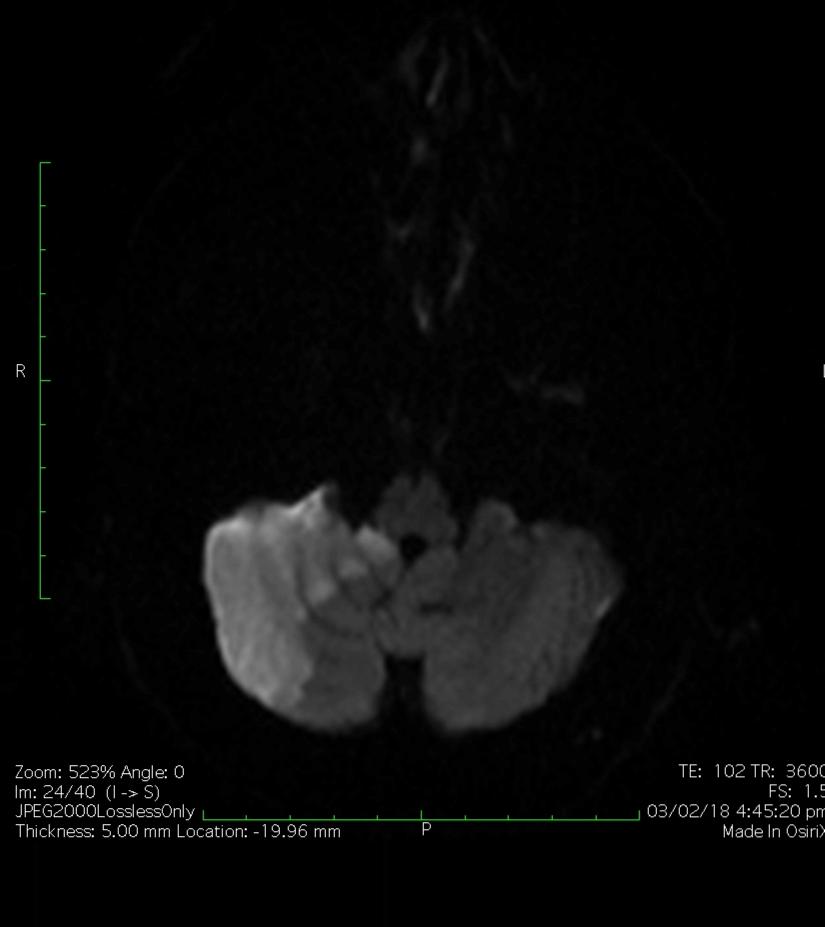 R
Zoom: 523% Angle: 0
Im: 24/40 (I -> S)
JPEG2000LosslessOnly
Thickness: 5.00 mm Location: -19.96 mm
P
TE: 102 TR: 3600
FS: 1.5
03/02/18 4:45:20 pm
Made In OsiriX